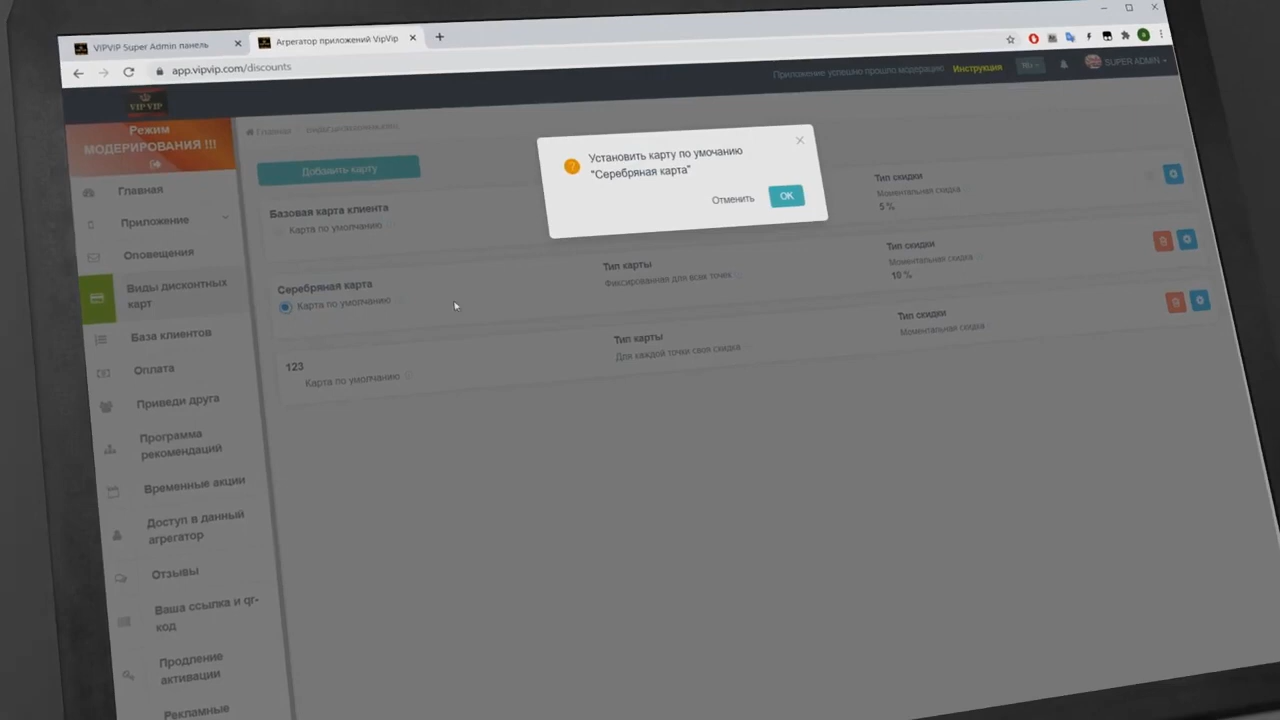 VIPVIP Super Admin панель
Агрегатор приложений VipVip
app.vipvip.com/discounts
Приложение успешно прошло модерацию
Инструкция
SUPER ADMIN
VIP VIP
Режим
МОДЕРИРОВАНИЯ !!!
Главная
Приложение
Оповещения
Виды дисконтных
карт
База клиентов
Оплата
Приведи друга
Программа
рекомендаций
Временные акции
Доступ в данный
агрегатор
Отзывы
Ваша ссылка и qr-
код
Продление
активации
Рекламные
Главная
Добавить карту
Установить карту по умочанию
"Серебряная карта"
Отменить
OK
Базовая карта клиента
Карта по умолчанию
Тип скидки
Моментальная скидка
5 %
Серебряная карта
Карта по умолчанию
Тип карты
Фиксированная для всех точек
Тип скидки
Моментальная скидка
10 %
123
Карта по умолчанию
Тип карты
Для каждой точки своя скидка
Тип скидки
Моментальная скидка